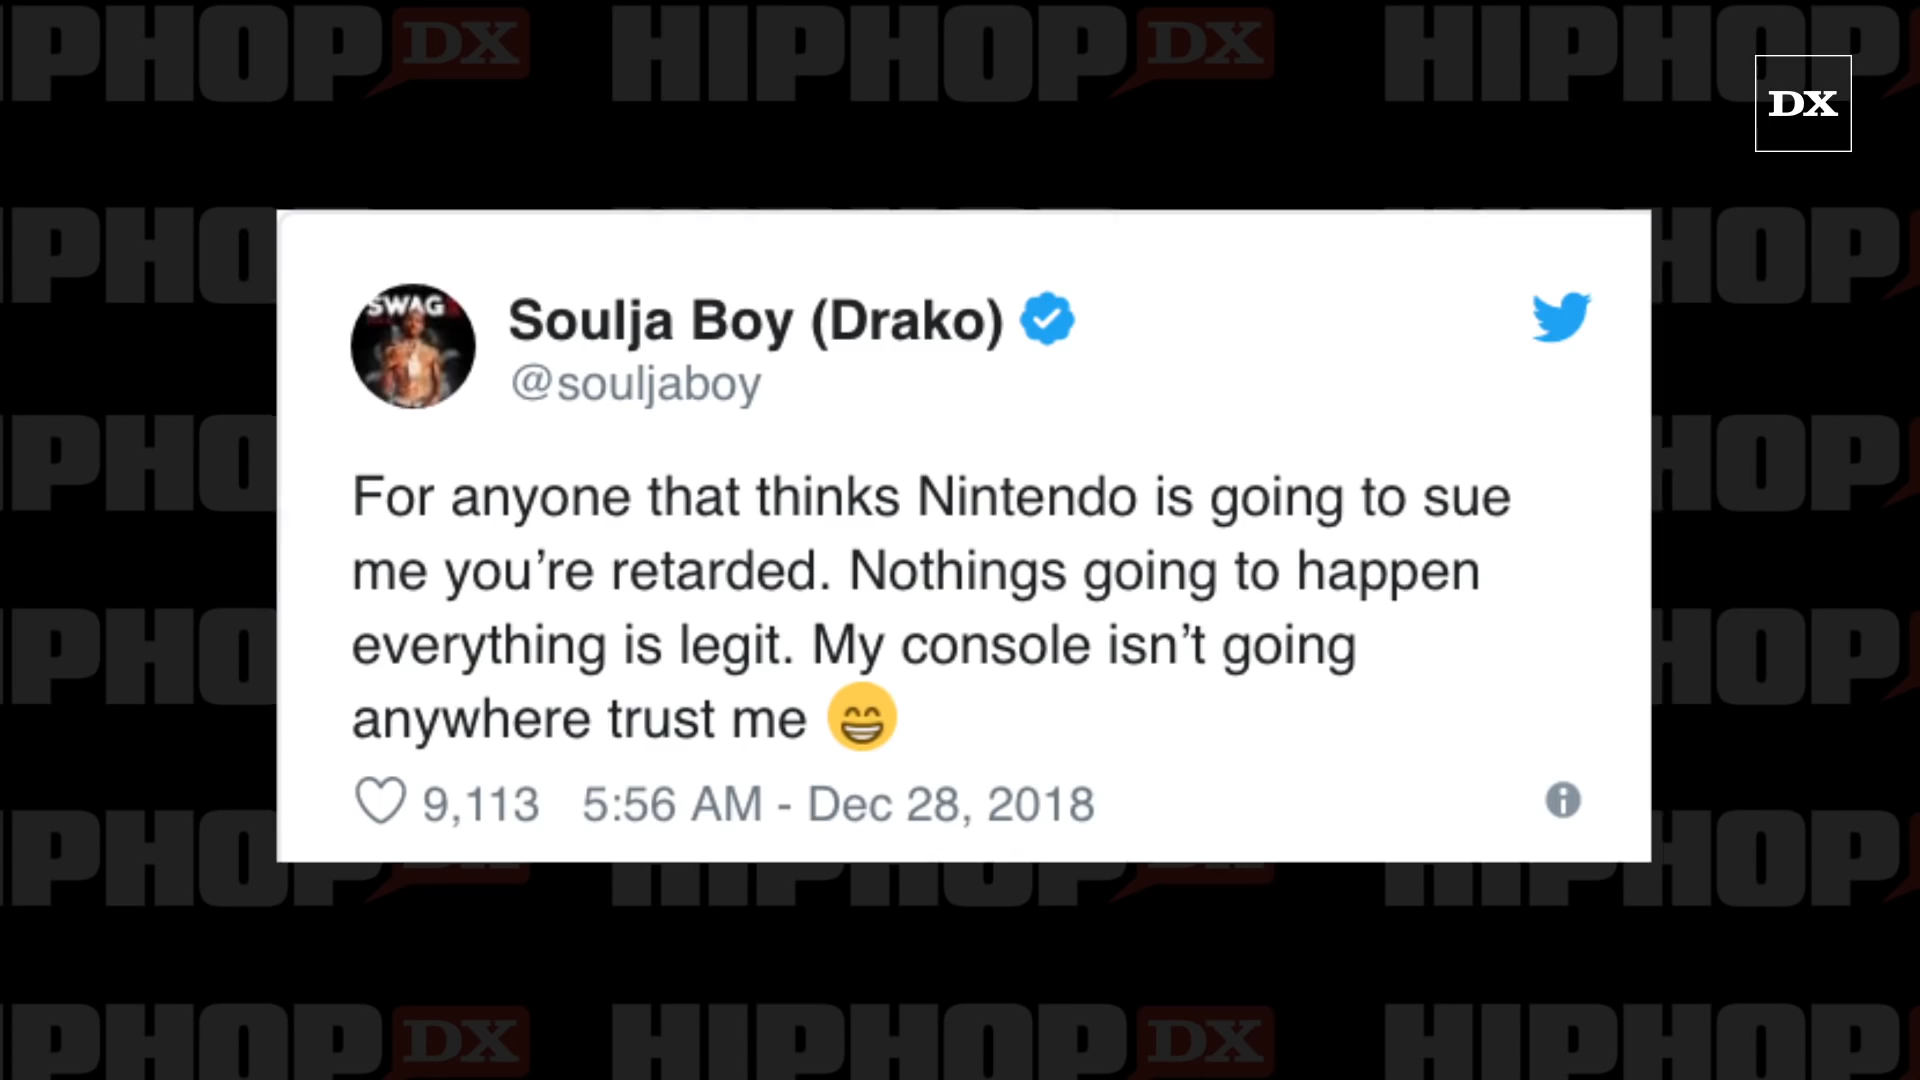 HIPHOPDX
DX
SWAG
Soulja Boy (Drako)
@souljaboy
For anyone that thinks Nintendo is going to sue
me you’re retarded. Nothings going to happen
everything is legit. My console isn’t going
anywhere trust me 😁
9,113 5:56 AM - Dec 28, 2018